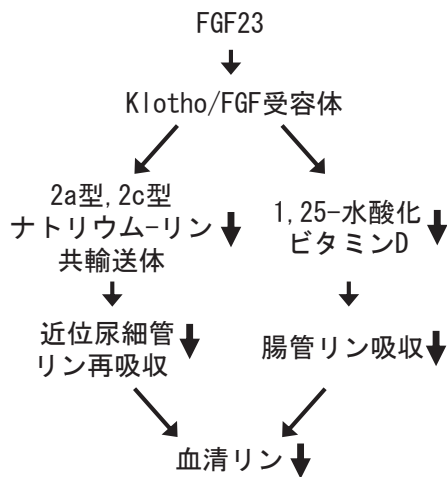 FGF23
Klotho/FGF受容体
2a型,2c型
ナトリウム-リン
共輸送体
1,25-水酸化
ビタミンD
近位尿細管
リン再吸収
腸管リン吸収
血清リン